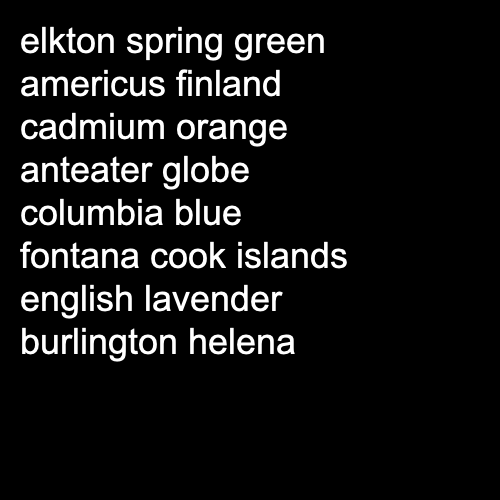 elkton spring green
americus finland
cadmium orange
anteater globe
columbia blue
fontana cook islands
english lavender
burlington helena